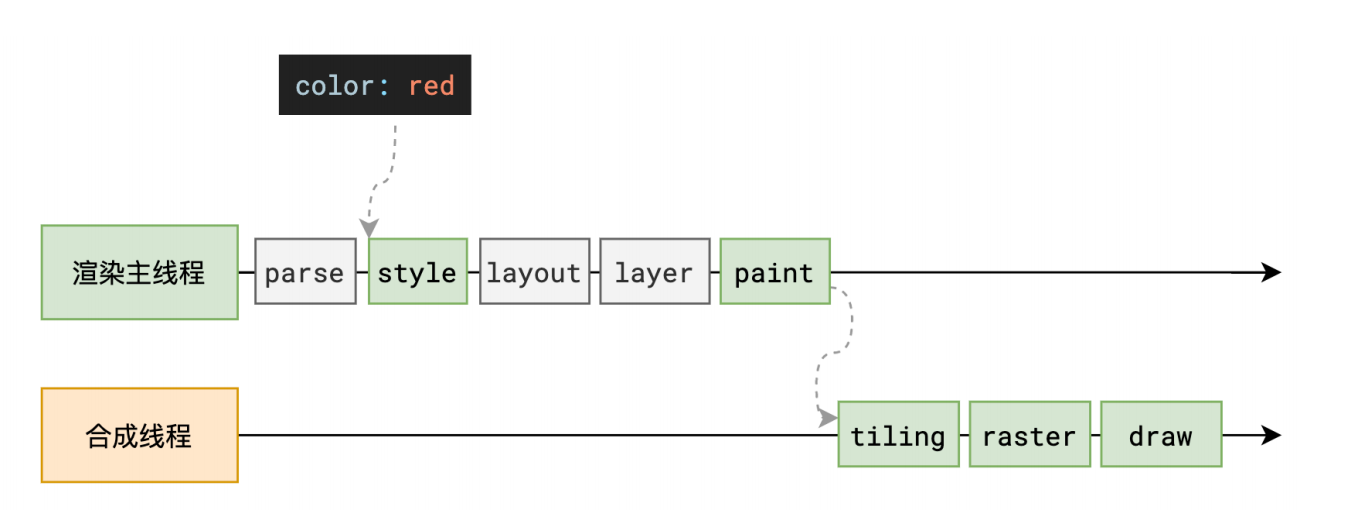 color: red
渲染主线程
parse
style
layout
layer
paint
合成线程
tiling
raster
draw